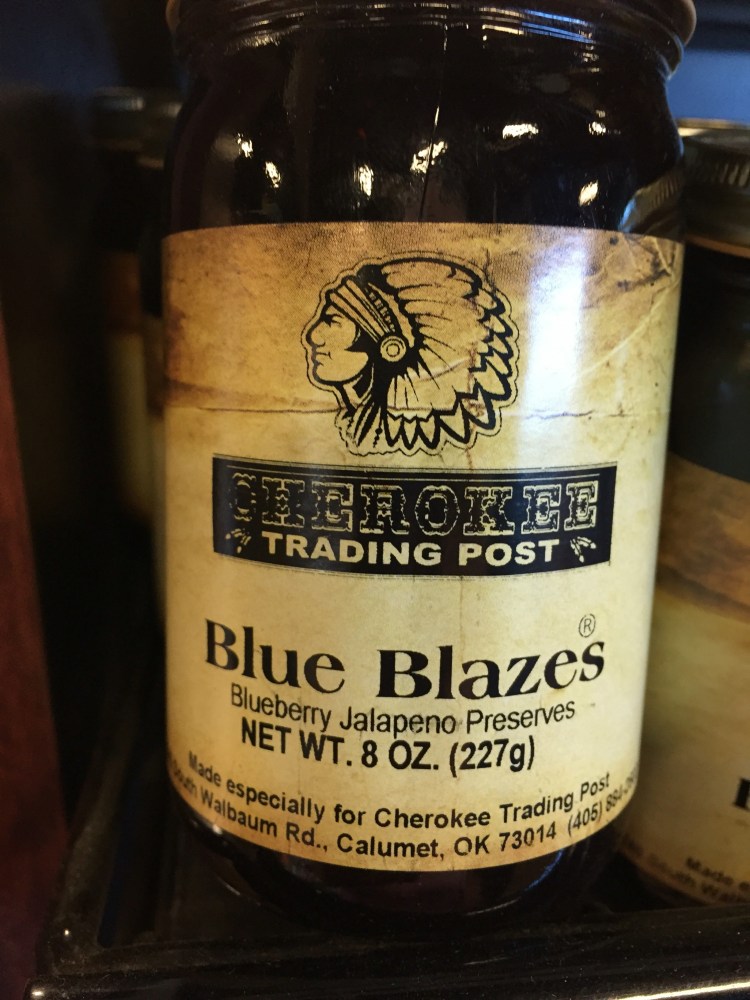 CHEROKEE
TRADING POST
Blue Blazes®
Blueberry Jalapeno Preserves
NET WT. 8 OZ. (227g)
Made especially for Cherokee Trading Post
South Walbaum Rd., Calumet, OK 73014 (405)